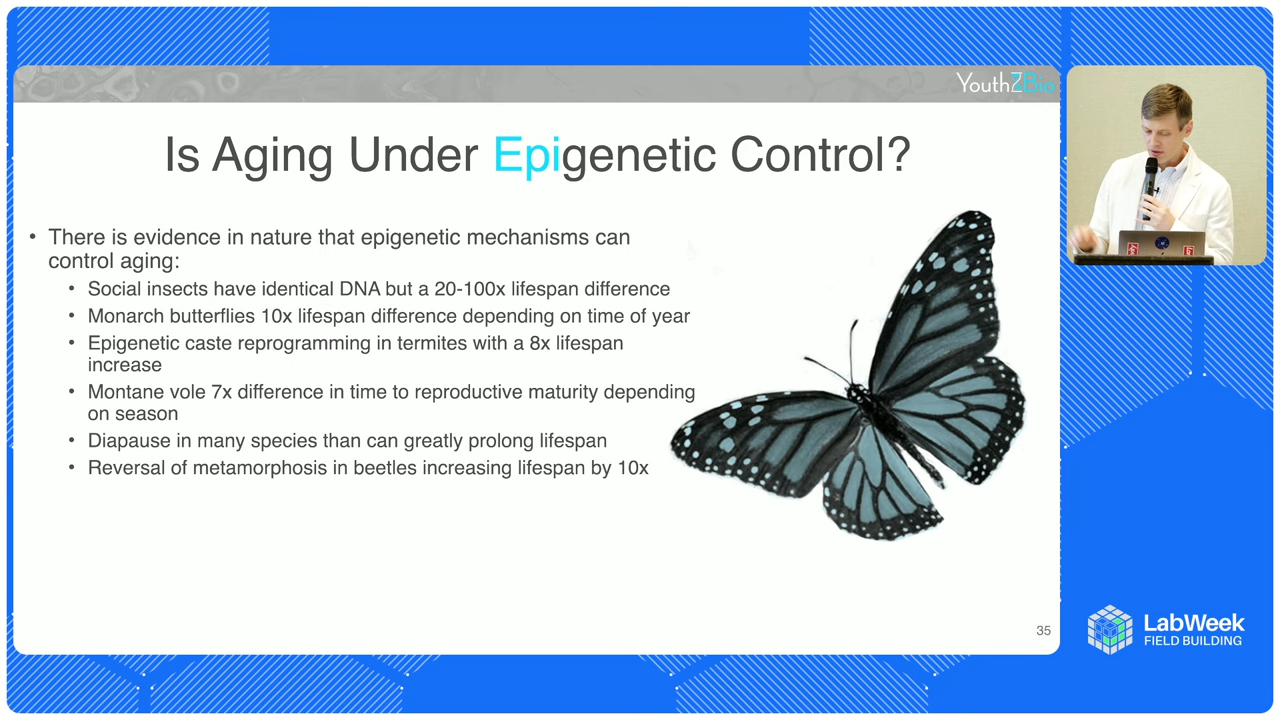 YouthBio
Is Aging Under Epigenetic Control?
• There is evidence in nature that epigenetic mechanisms can
control aging:
• Social insects have identical DNA but a 20-100x lifespan difference
• Monarch butterflies 10x lifespan difference depending on time of year
• Epigenetic caste reprogramming in termites with a 8x lifespan
increase
• Montane vole 7x difference in time to reproductive maturity depending
on season
• Diapause in many species than can greatly prolong lifespan
• Reversal of metamorphosis in beetles increasing lifespan by 10x
35
LabWeek
FIELD BUILDING